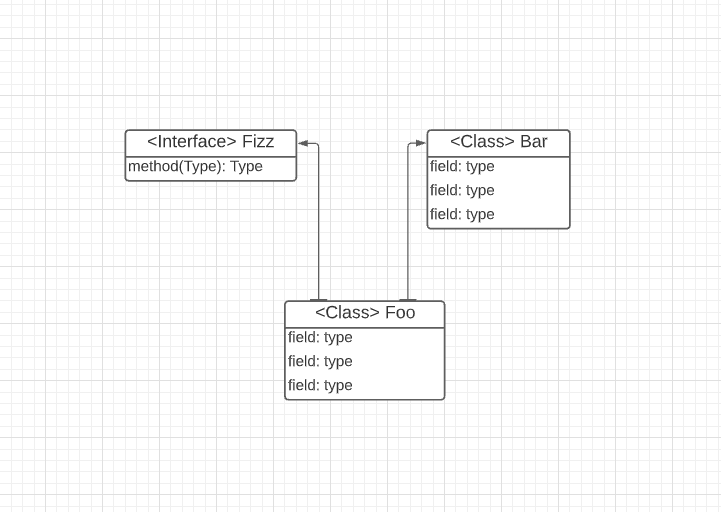 <Interface> Fizz
method(Type): Type
<Class> Bar
field: type
field: type
field: type
<Class> Foo
field: type
field: type
field: type